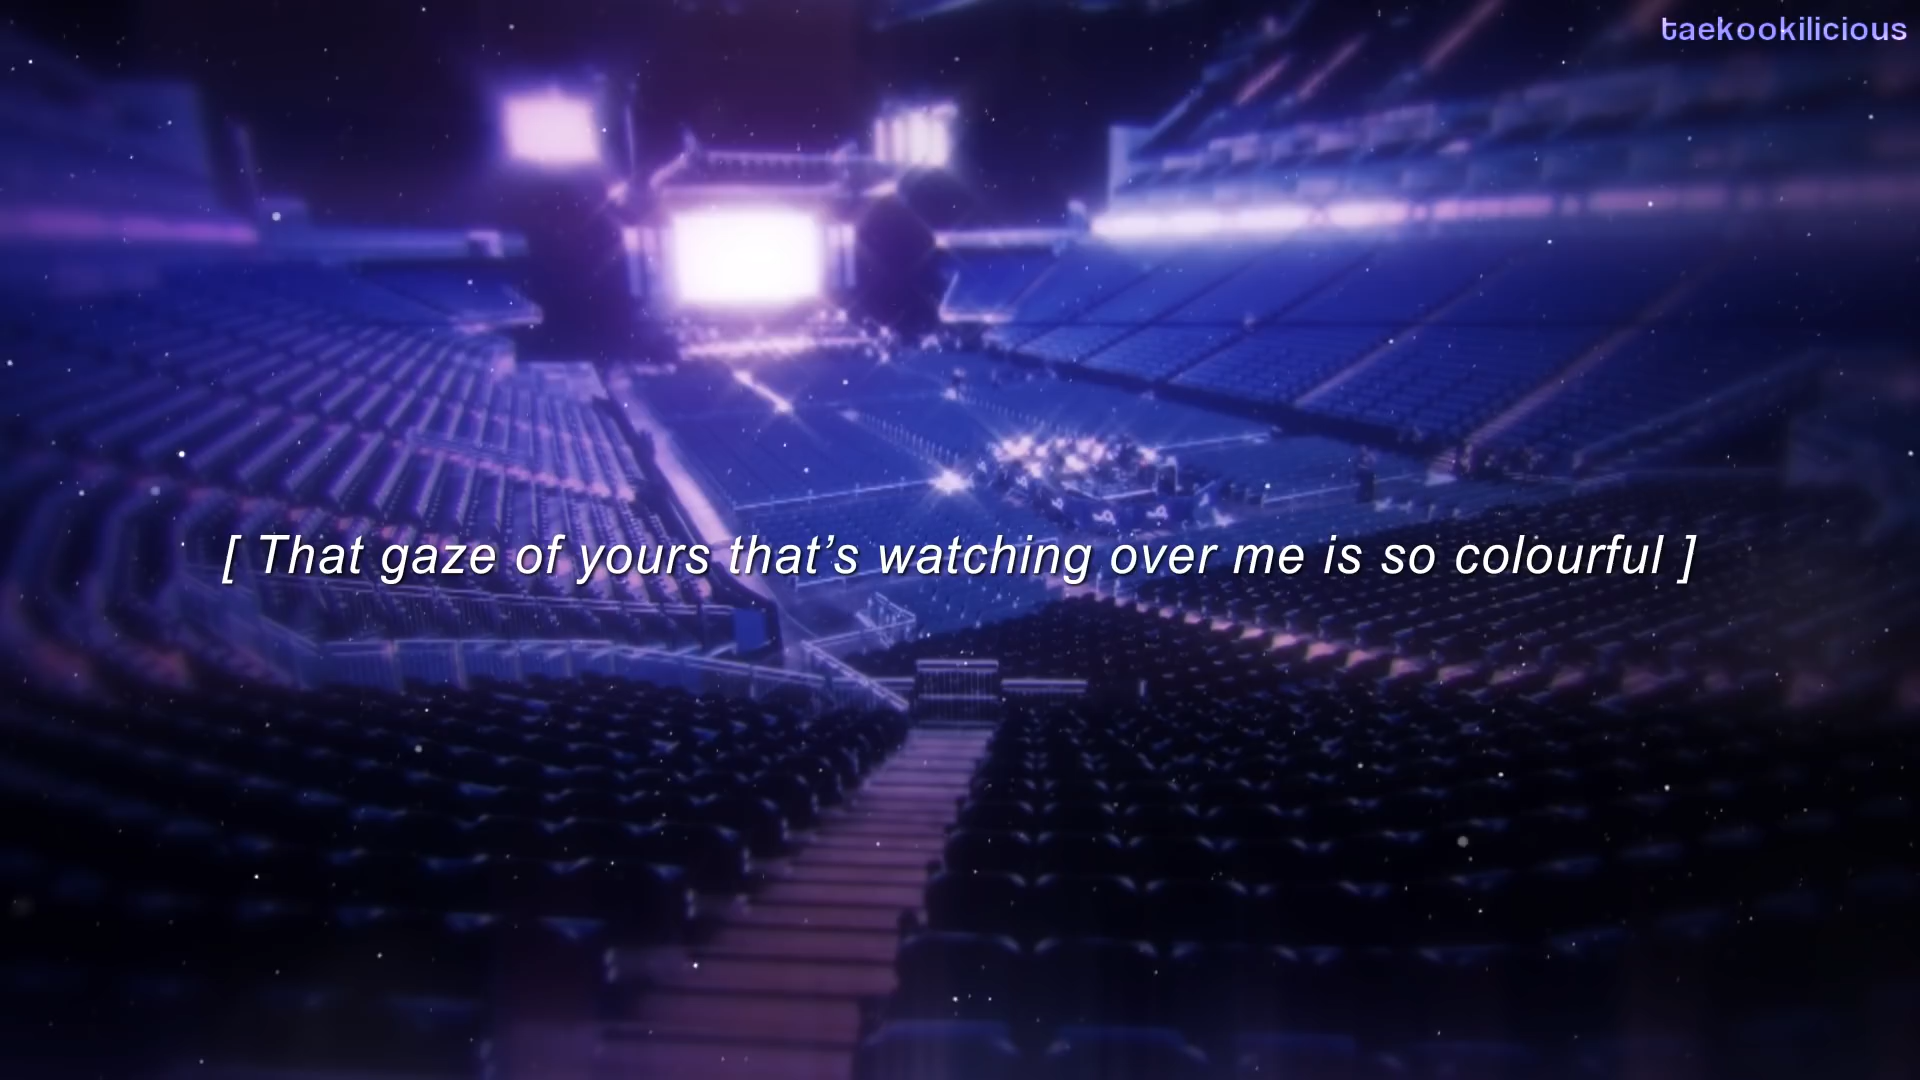 taekookilicious
[ That gaze of yours that’s watching over me is so colourful ]